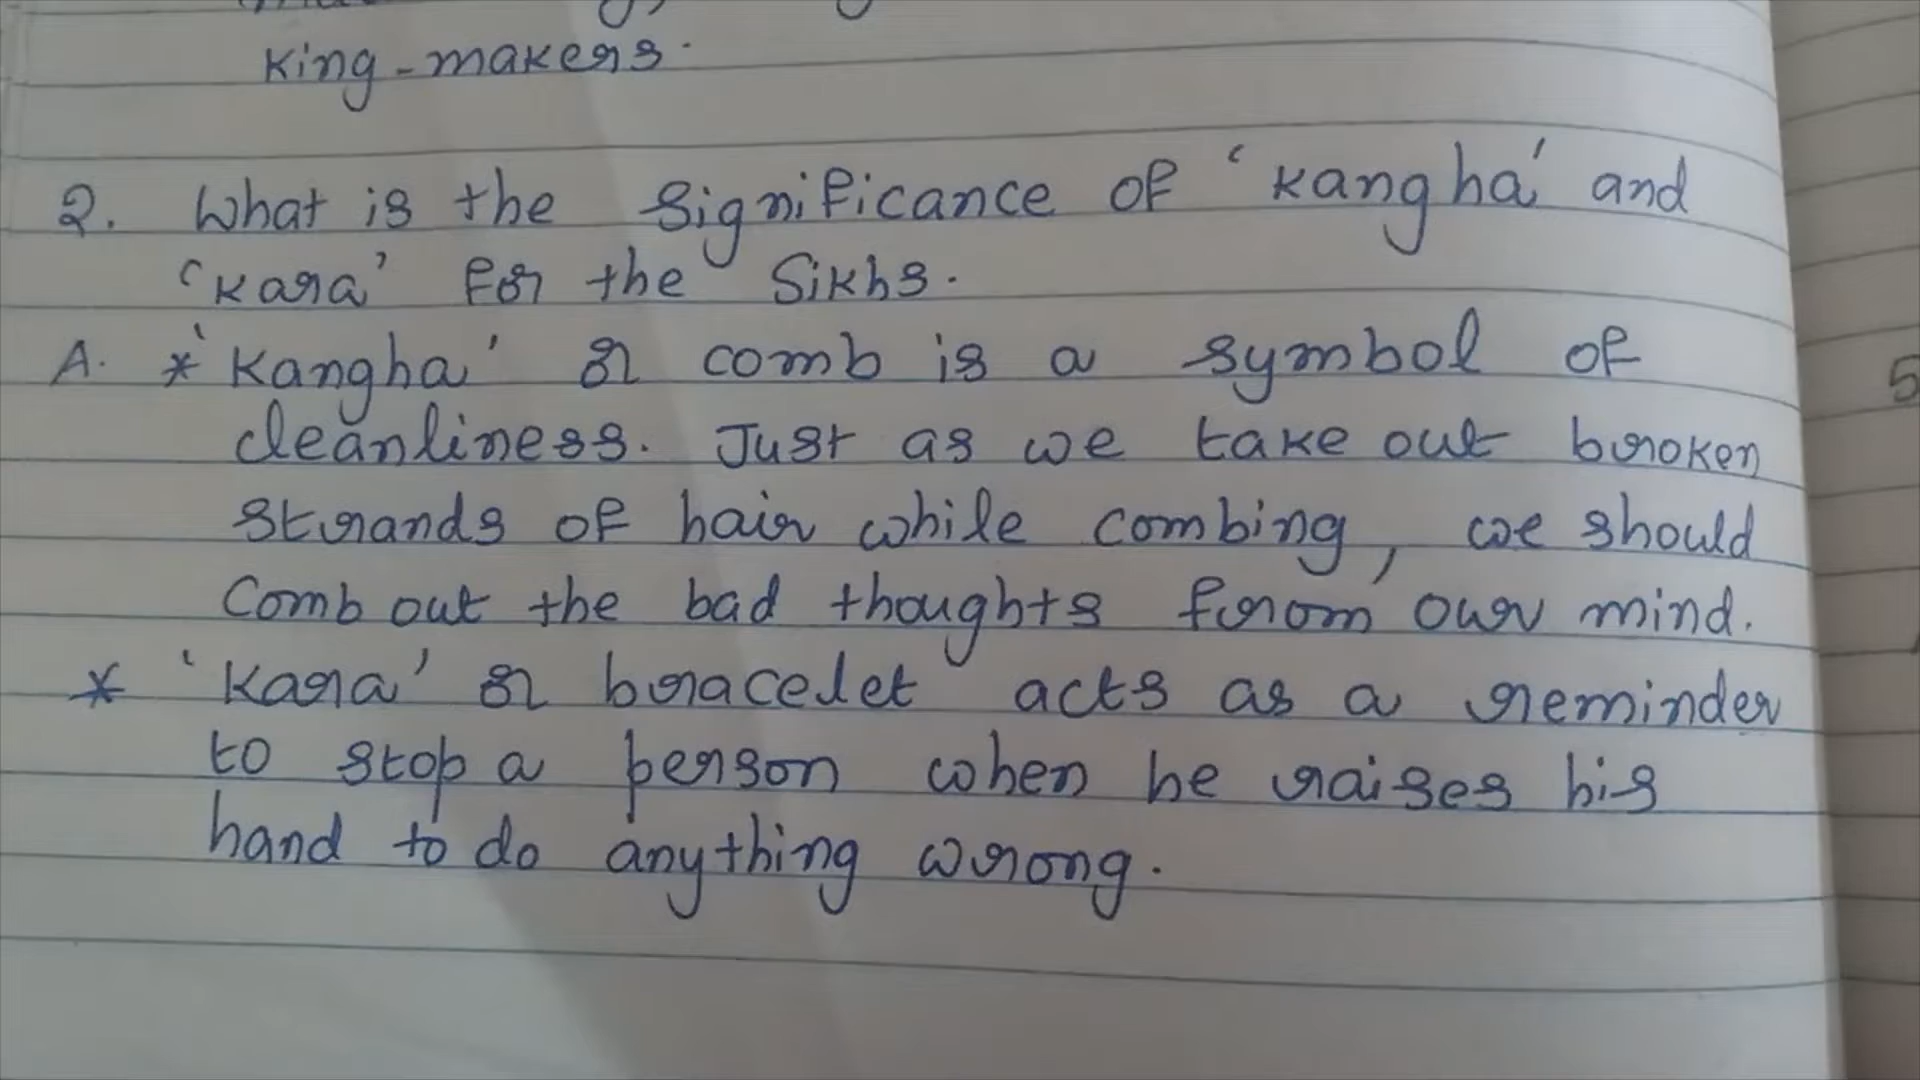 king-makers.
2. What is the significance of 'kangha' and
'kara' for the Sikhs.
A. * 'Kangha' or comb is a symbol of
cleanliness. Just as we take out broken
strands of hair while combing, we should
comb out the bad thoughts from our mind.
* 'Kara' or bracelet acts as a reminder
to stop a person when he raises his
hand to do anything wrong.
5